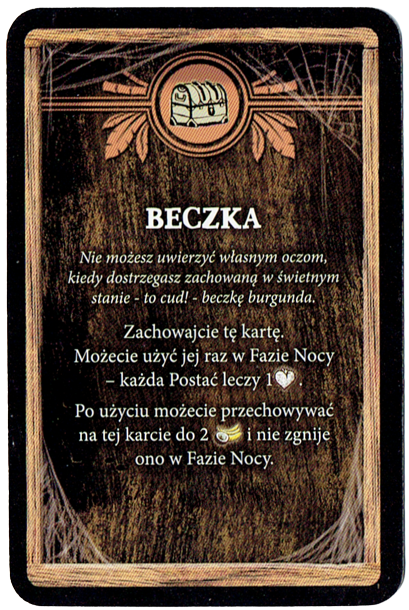 BECZKA
Nie możesz uwierzyć własnym oczom,
kiedy dostrzegasz zachowaną w świetnym
stanie - to cud! - beczkę burgunda.
Zachowajcie tę kartę.
Możecie użyć jej raz w Fazie Nocy
– każda Postać leczy 1 .
Po użyciu możecie przechowywać
na tej karcie do 2 i nie zgnije
ono w Fazie Nocy.